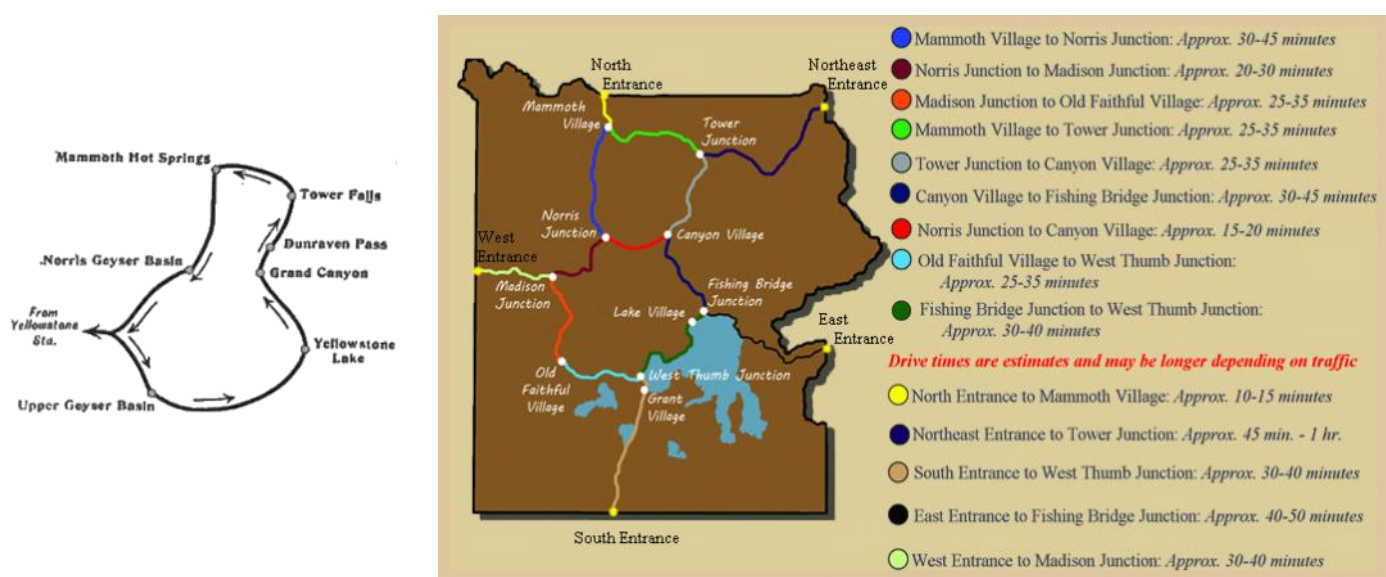 Mammoth Hot Springs
Tower Falls
Dunraven Pass
Norris Geyser Basin
Grand Canyon
From
Yellowstone
Sta.
Yellowstone
Lake
Upper Geyser Basin
North
Entrance
Northeast
Entrance
Mammoth
Village
Tower
Junction
Norris
Junction
Canyon Village
West
Entrance
Madison
Junction
Fishing Bridge
Junction
Lake Village
East
Entrance
Old
Faithful
Village
West Thumb Junction
Grant
Village
South Entrance
Mammoth Village to Norris Junction: Approx. 30-45 minutes
Norris Junction to Madison Junction: Approx. 20-30 minutes
Madison Junction to Old Faithful Village: Approx. 25-35 minutes
Mammoth Village to Tower Junction: Approx. 25-35 minutes
Tower Junction to Canyon Village: Approx. 25-35 minutes
Canyon Village to Fishing Bridge Junction: Approx. 30-45 minutes
Norris Junction to Canyon Village: Approx. 15-20 minutes
Old Faithful Village to West Thumb Junction:
Approx. 25-35 minutes
Fishing Bridge Junction to West Thumb Junction:
Approx. 30-40 minutes
Drive times are estimates and may be longer depending on traffic
North Entrance to Mammoth Village: Approx. 10-15 minutes
Northeast Entrance to Tower Junction: Approx. 45 min. - 1 hr.
South Entrance to West Thumb Junction: Approx. 30-40 minutes
East Entrance to Fishing Bridge Junction: Approx. 40-50 minutes
West Entrance to Madison Junction: Approx. 30-40 minutes